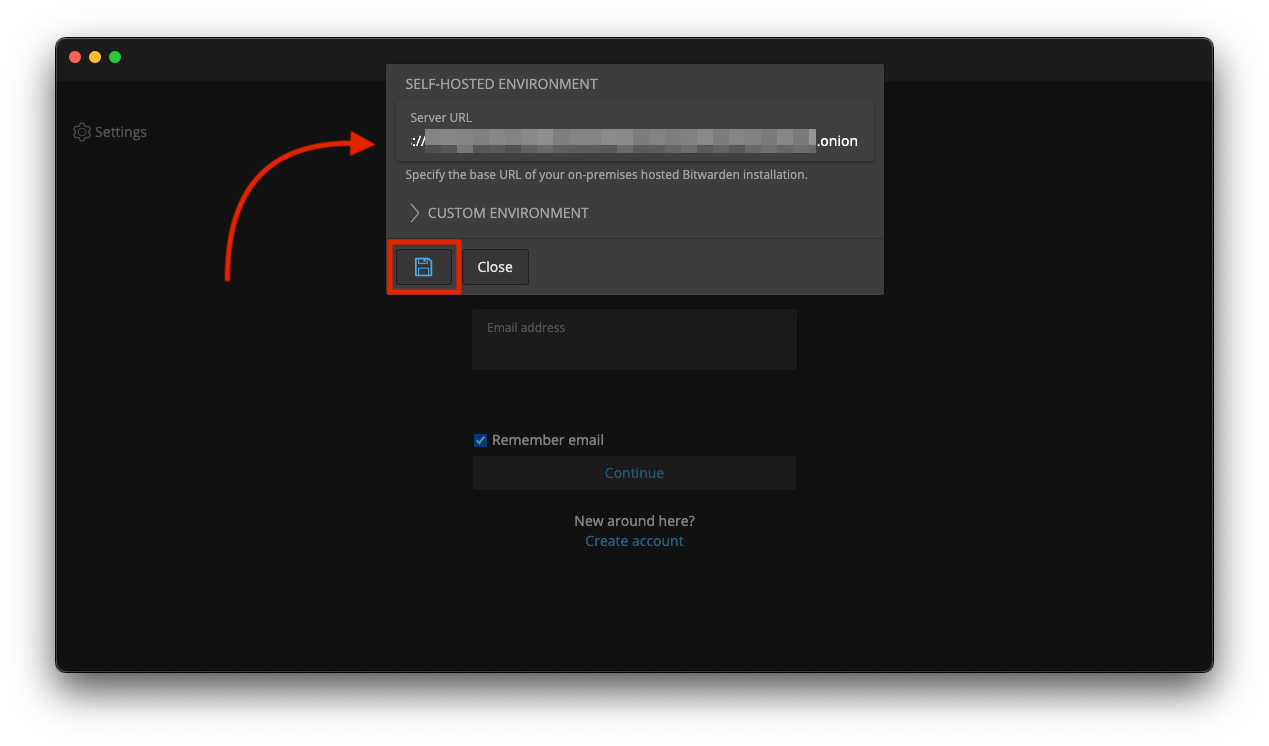 SELF-HOSTED ENVIRONMENT
Settings
Server URL
://
.onion
Specify the base URL of your on-premises hosted Bitwarden installation.
CUSTOM ENVIRONMENT
Close
Email address
Remember email
Continue
New around here?
Create account